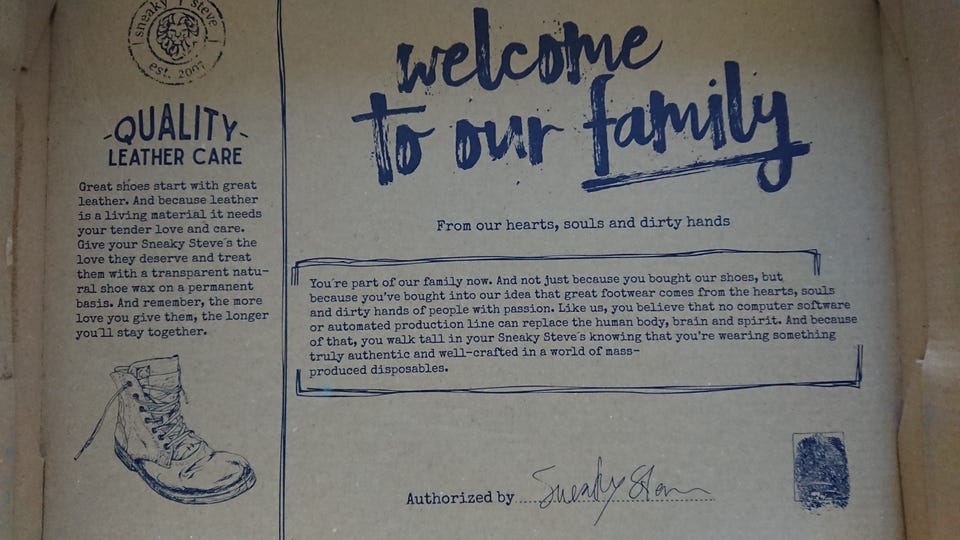 sneaky steve
est. 2007
-QUALITY-
LEATHER CARE
Great shoes start with great
leather. And because leather
is a living material it needs
your tender love and care.
Give your Sneaky Steve´s the
love they deserve and treat
them with a transparent natu-
ral shoe wax on a permanent
basis. And remember, the more
love you give them, the longer
you´ll stay together.
welcome
to our family
From our hearts, souls and dirty hands
You´re part of our family now. And not just because you bought our shoes, but
because you´ve bought into our idea that great footwear comes from the hearts, souls
and dirty hands of people with passion. Like us, you believe that no computer software
or automated production line can replace the human body, brain and spirit. And because
of that, you walk tall in your Sneaky Steve´s knowing that you´re wearing something
truly authentic and well-crafted in a world of mass-
produced disposables.
Authorized by Sneaky Steve